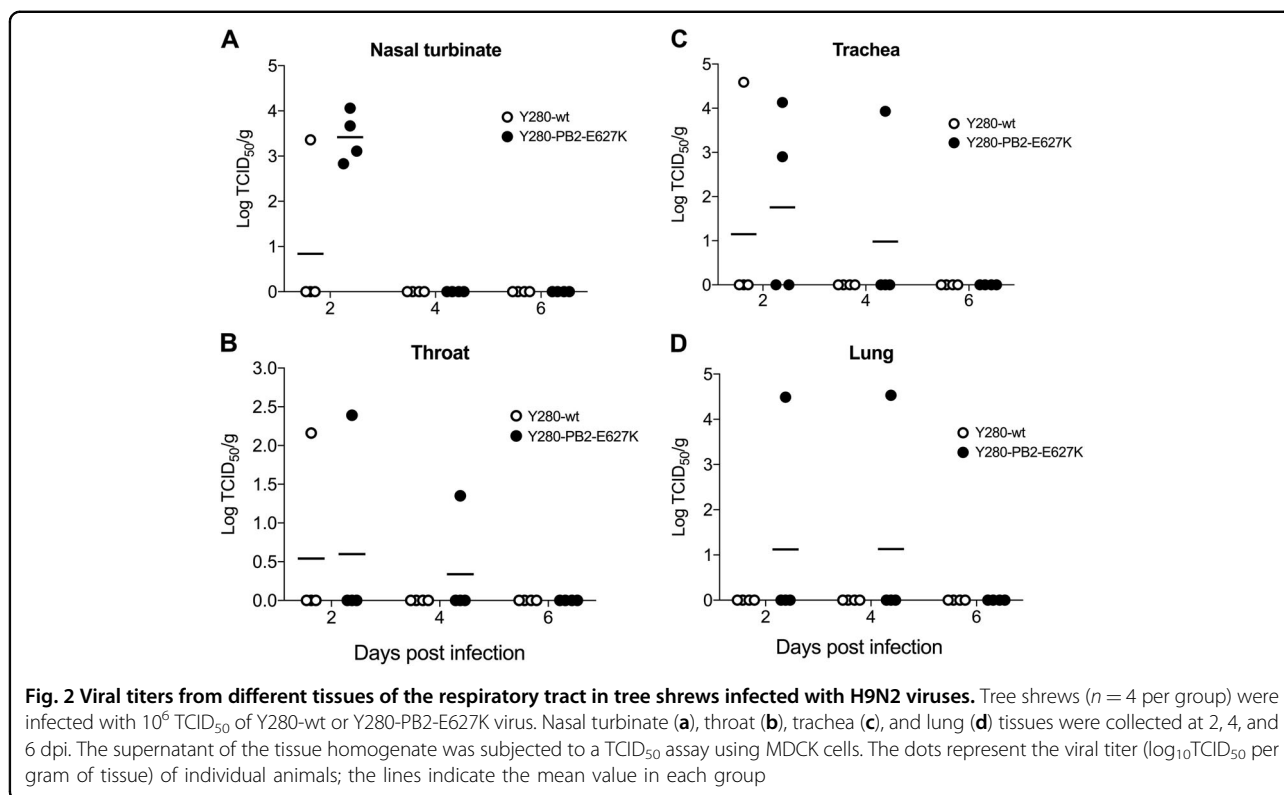 A
Nasal turbinate
Log TCID₅₀/g
5
4
3
2
1
0
2
4
6
Y280-wt
Y280-PB2-E627K
B
Throat
Log TCID₅₀/g
3.0
2.5
2.0
1.5
1.0
0.5
0.0
2
4
6
Y280-wt
Y280-PB2-E627K
Days post infection
C
Trachea
Log TCID₅₀/g
5
4
3
2
1
0
2
4
6
Y280-wt
Y280-PB2-E627K
D
Lung
Log TCID₅₀/g
5
4
3
2
1
0
2
4
6
Y280-wt
Y280-PB2-E627K
Days post infection
Fig. 2 Viral titers from different tissues of the respiratory tract in tree shrews infected with H9N2 viruses. Tree shrews (n = 4 per group) were
infected with 10⁶ TCID₅₀ of Y280-wt or Y280-PB2-E627K virus. Nasal turbinate (a), throat (b), trachea (c), and lung (d) tissues were collected at 2, 4, and
6 dpi. The supernatant of the tissue homogenate was subjected to a TCID₅₀ assay using MDCK cells. The dots represent the viral titer (log₁₀TCID₅₀ per
gram of tissue) of individual animals; the lines indicate the mean value in each group